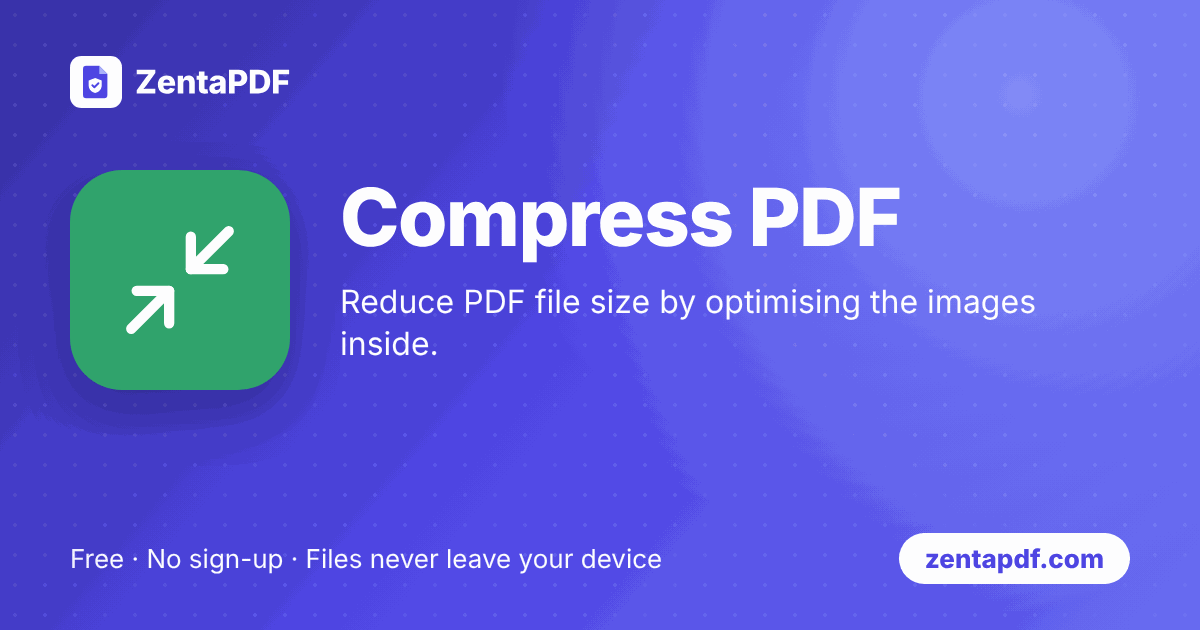 ZentaPDF
Compress PDF
Reduce PDF file size by optimising the images
inside.
Free · No sign-up · Files never leave your device
zentapdf.com